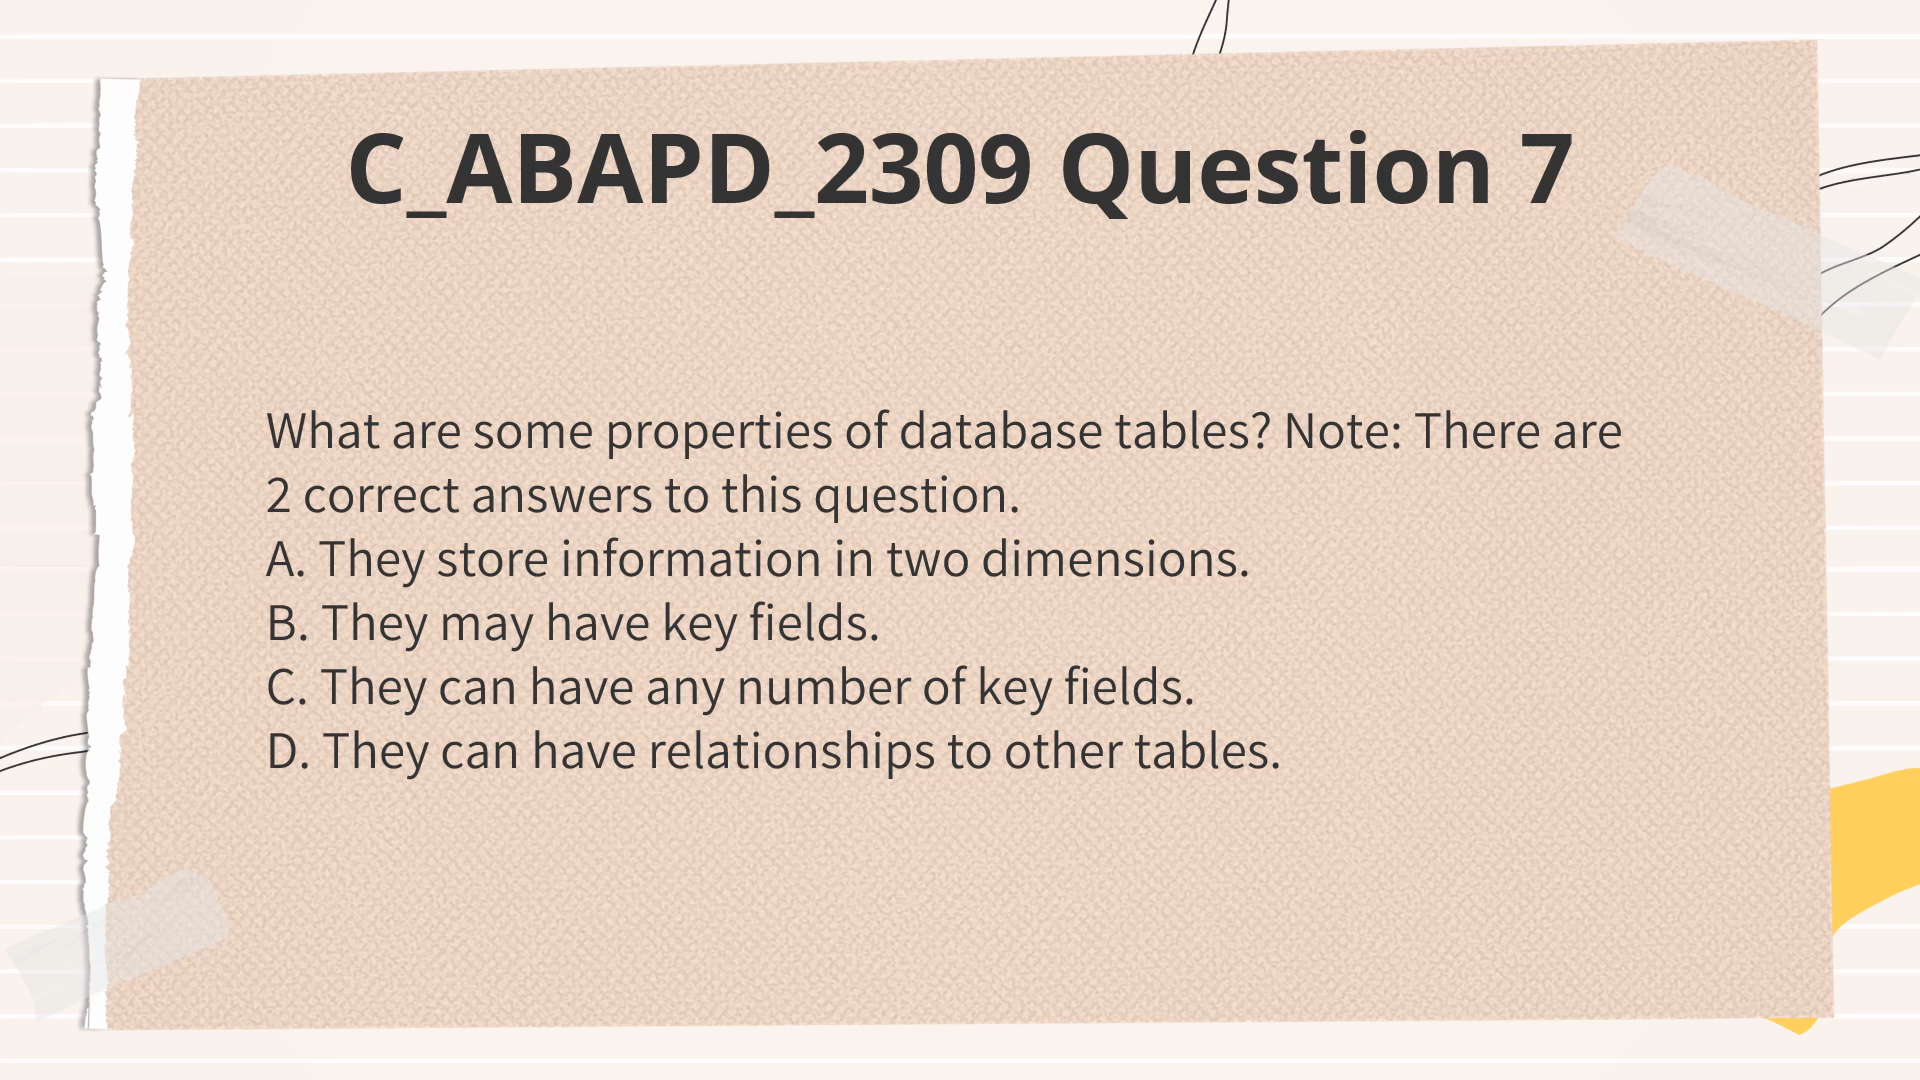 C_ABAPD_2309 Question 7
What are some properties of database tables? Note: There are
2 correct answers to this question.
A. They store information in two dimensions.
B. They may have key fields.
C. They can have any number of key fields.
D. They can have relationships to other tables.